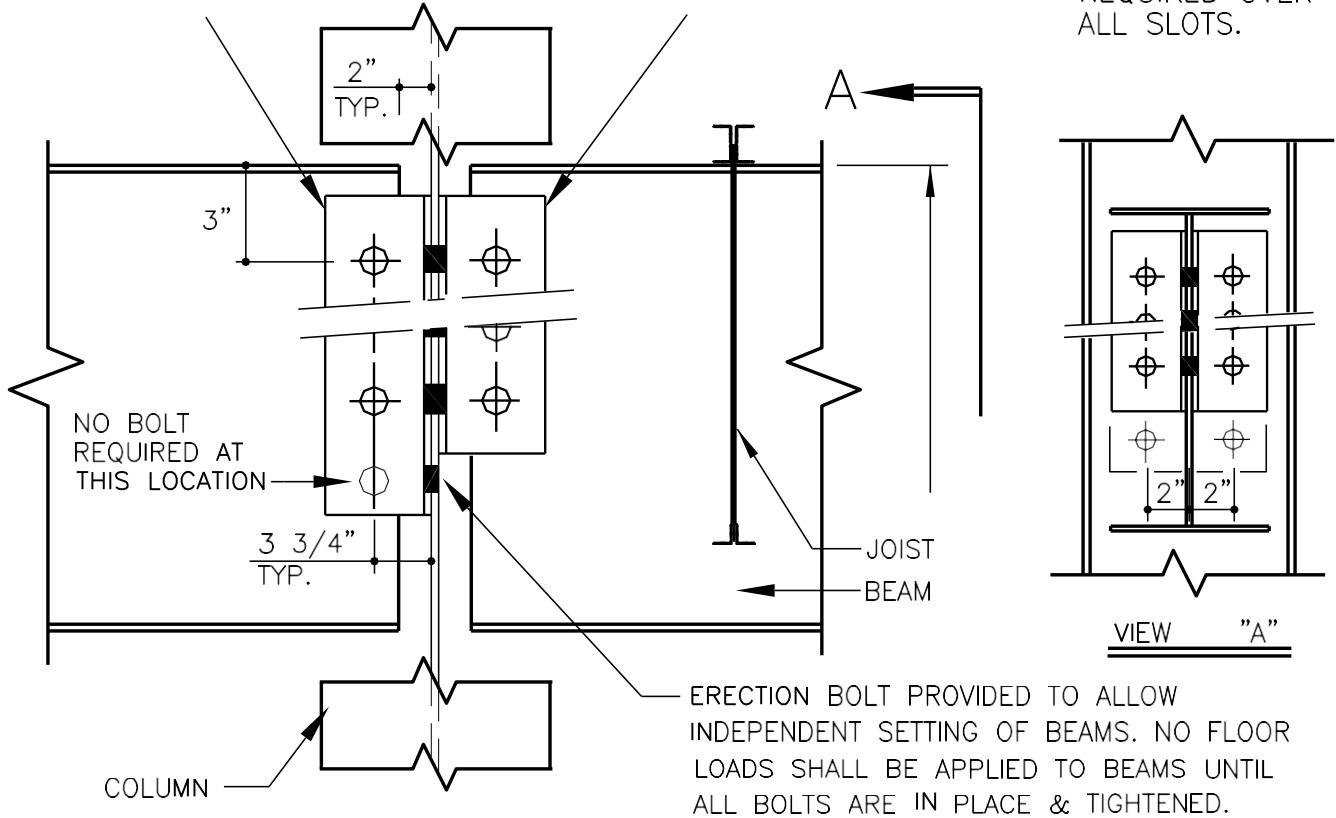 ALL SLOTS.
2”
TYP.
A
3”
NO BOLT
REQUIRED AT
THIS LOCATION
3 3/4”
TYP.
2” 2”
JOIST
BEAM
VIEW ”A”
ERECTION BOLT PROVIDED TO ALLOW
INDEPENDENT SETTING OF BEAMS. NO FLOOR
LOADS SHALL BE APPLIED TO BEAMS UNTIL
ALL BOLTS ARE IN PLACE & TIGHTENED.
COLUMN